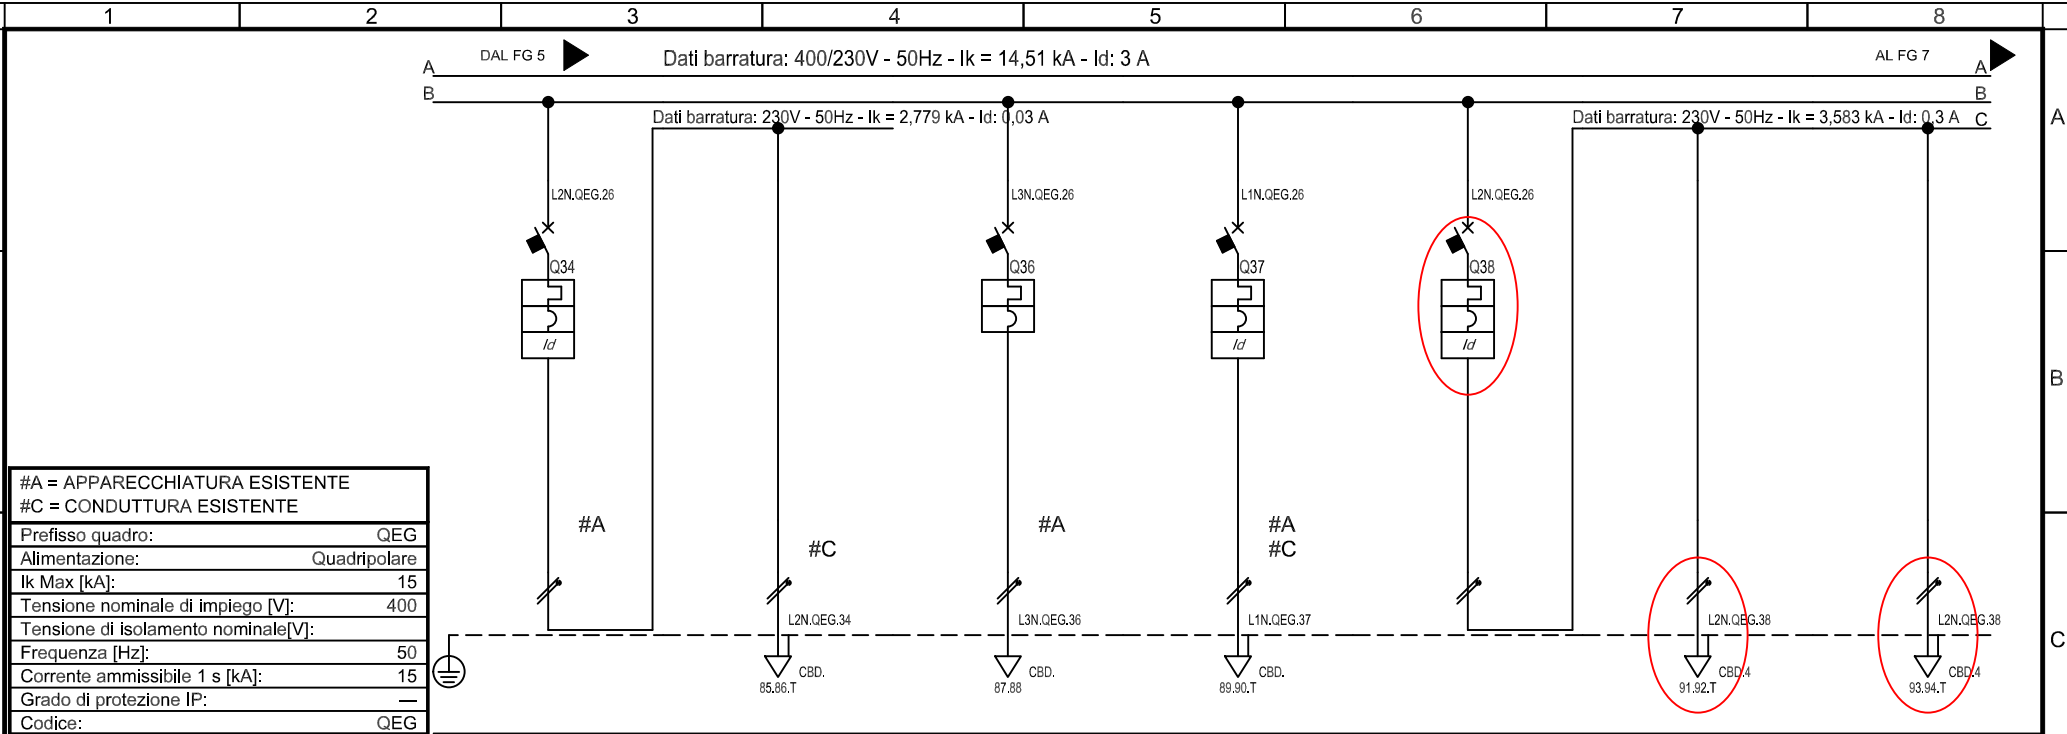 1 2 3 4 5 6 7 8
DAL FG 5 Dati barratura: 400/230V - 50Hz - Ik = 14,51 kA - Id: 3 A AL FG 7
A A
B B
Dati barratura: 230V - 50Hz - Ik = 2,779 kA - Id: 0,03 A Dati barratura: 230V - 50Hz - Ik = 3,583 kA - Id: 0,3 A C
A
L2N.QEG.26 L3N.QEG.26 L1N.QEG.26 L2N.QEG.26
Q34 Q36 Q37 Q38
Id Id Id
B
#A = APPARECCHIATURA ESISTENTE
#C = CONDUTTURA ESISTENTE
Prefisso quadro: QEG
Alimentazione: Quadripolare
Ik Max [kA]: 15
Tensione nominale di impiego [V]: 400
Tensione di isolamento nominale[V]:
Frequenza [Hz]: 50
Corrente ammissibile 1 s [kA]: 15
Grado di protezione IP: —
Codice: QEG
#A #A #A
#C #C
L2N.QEG.34 L3N.QEG.36 L1N.QEG.37 L2N.QEG.38 L2N.QEG.38
C
CBD. CBD. CBD. CBD.4 CBD.4
85.86.T 87.88 89.90.T 91.92.T 93.94.T